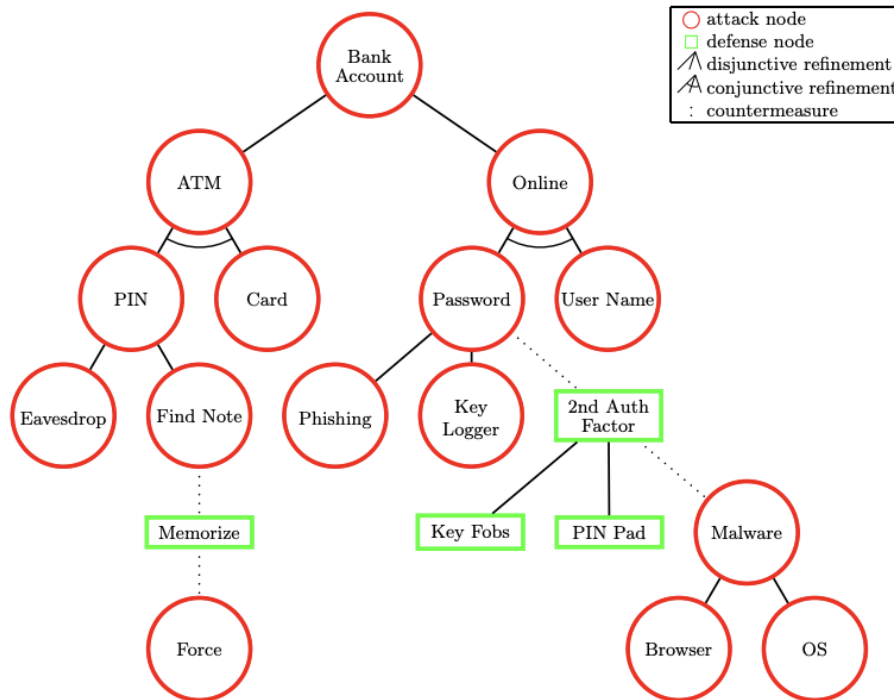 attack node
defense node
disjunctive refinement
conjunctive refinement
countermeasure
Bank
Account
ATM
Online
PIN
Card
Password
User Name
Eavesdrop
Find Note
Phishing
Key
Logger
2nd Auth
Factor
Memorize
Key Fobs
PIN Pad
Malware
Force
Browser
OS